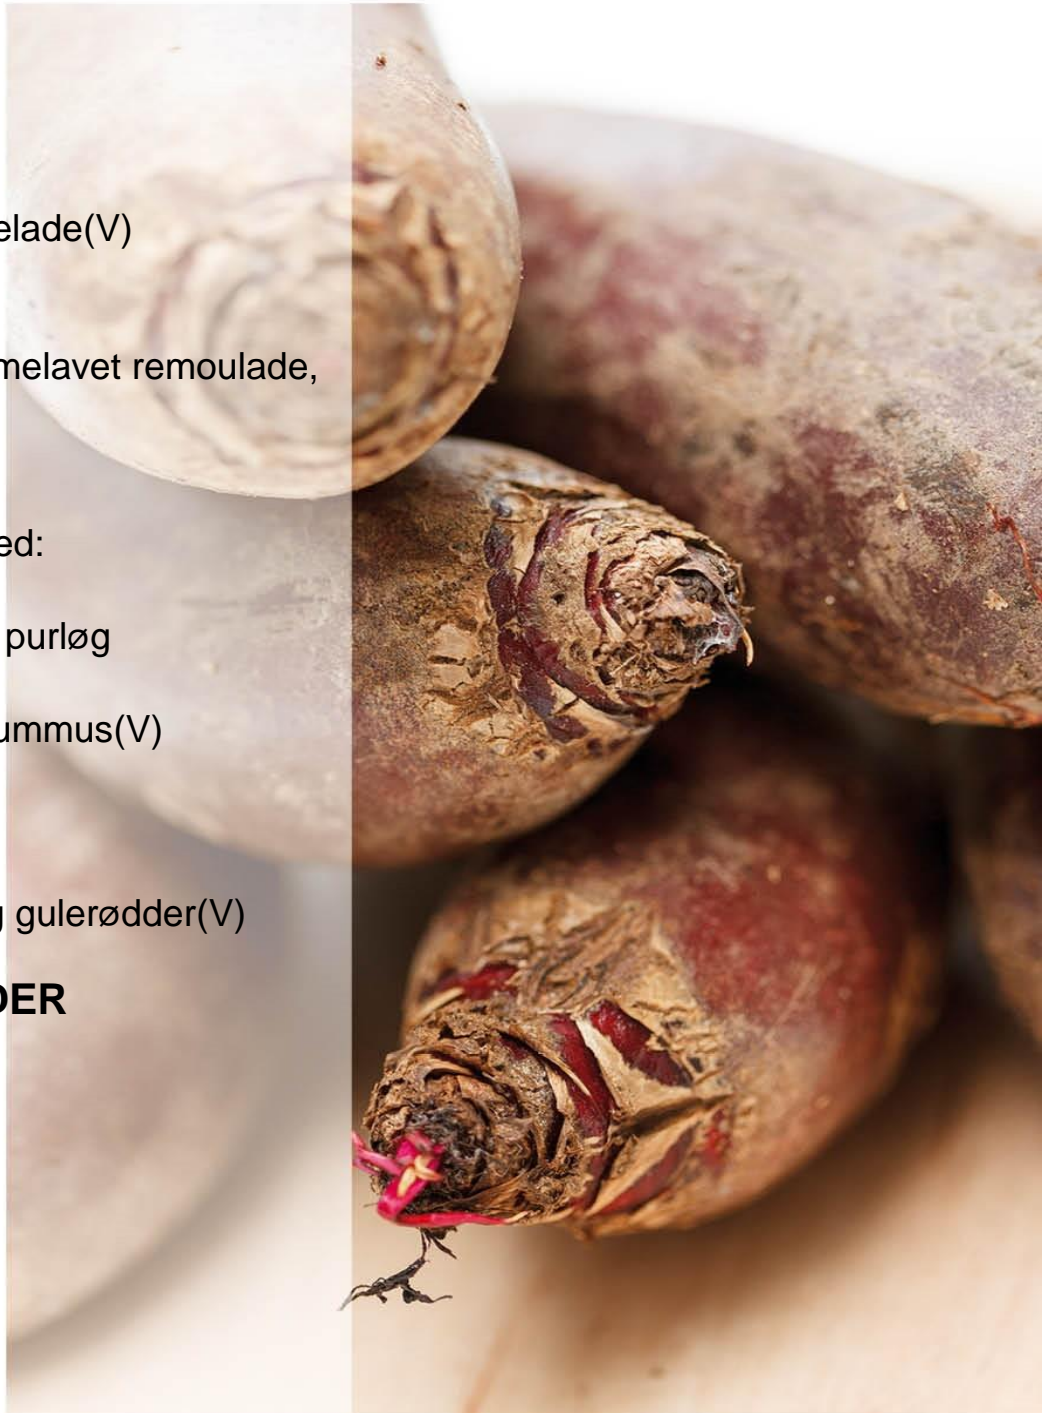 elade(V)
melavet remoulade,
ed:
purløg
ummus(V)
gulerødder(V)
DER